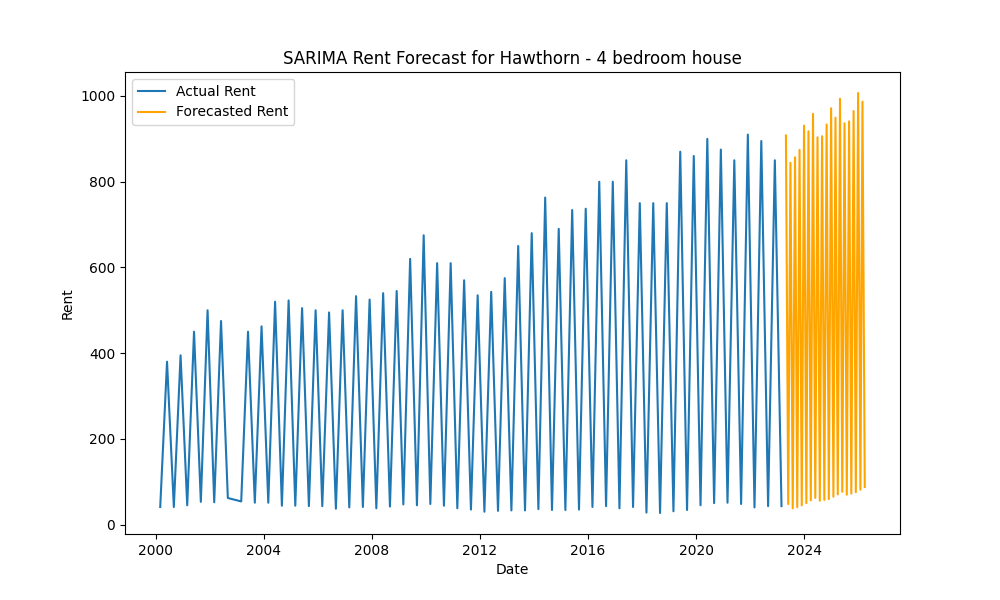 SARIMA Rent Forecast for Hawthorn - 4 bedroom house
Actual Rent
Forecasted Rent
1000
800
600
400
200
0
Rent
2000 2004 2008 2012 2016 2020 2024
Date